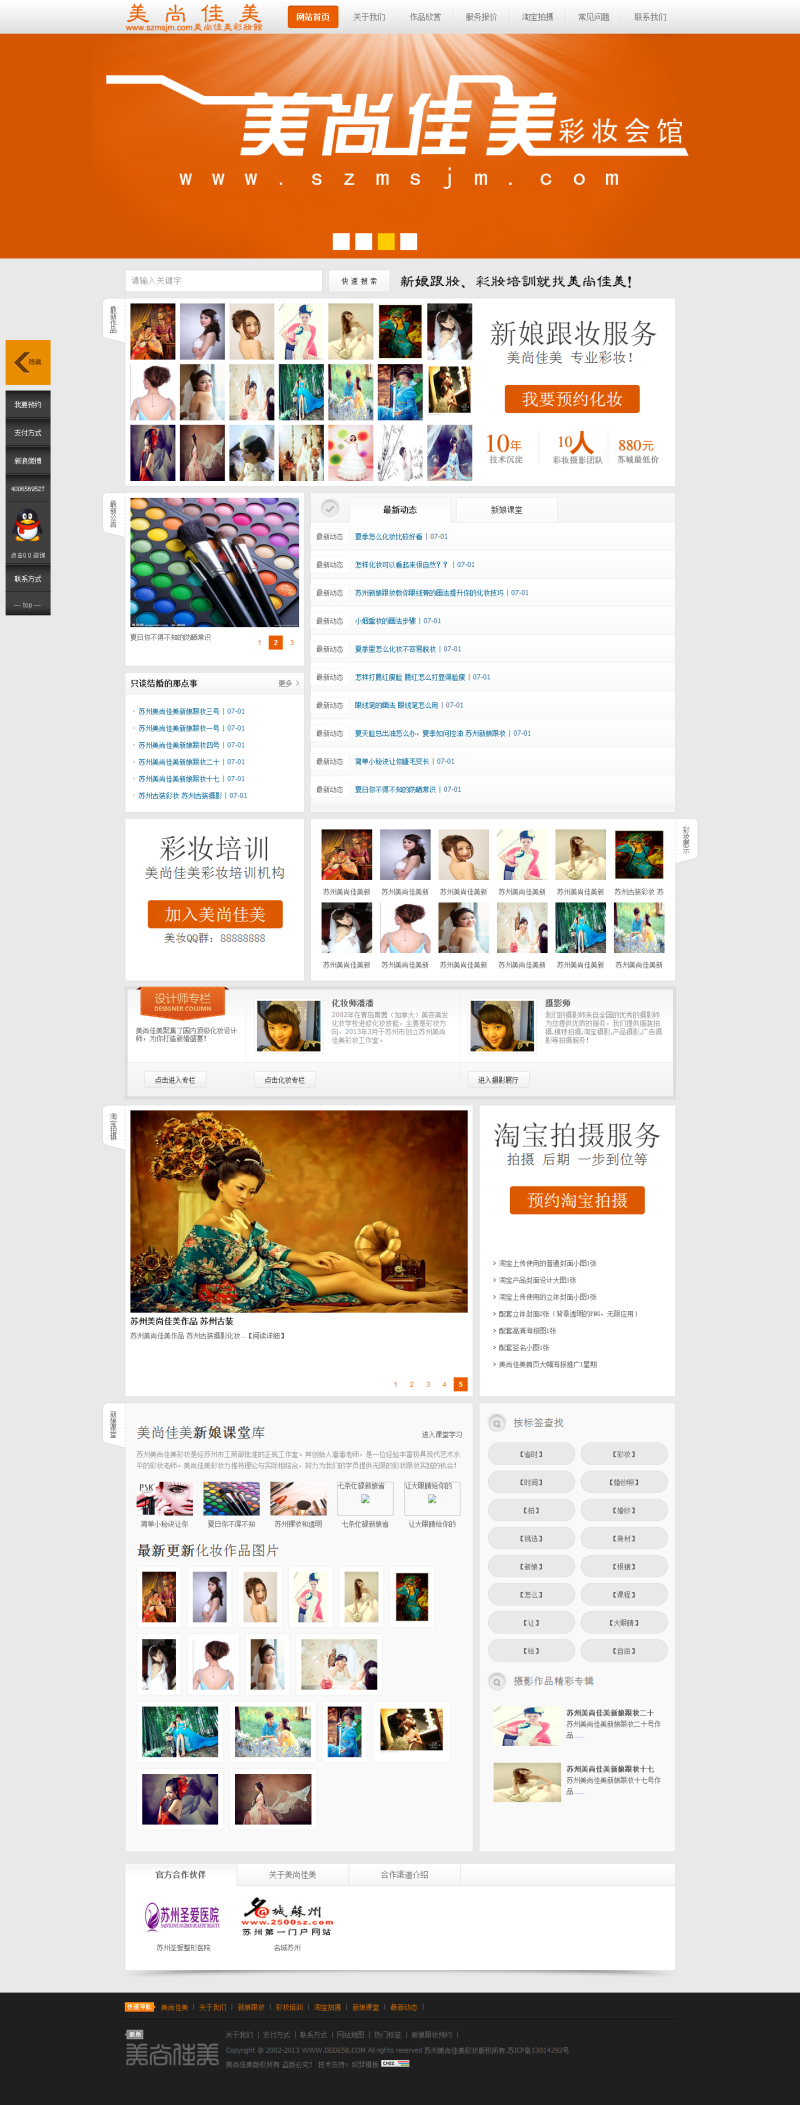 美尚佳美
www.szmsjm.com美尚佳美彩妝館
网站首页 关于我们 作品欣赏 服务报价 淘宝拍摄 常见问题 联系我们
美尚佳美彩妆会馆
www.szmsjm.com
请输入关键字
快速搜索
新娘跟妝、彩妝培訓就找美尚佳美!
最新作品
新娘跟妆服务
美尚佳美 专业彩妆!
我要预约化妆
10年
技术沉淀
10人
彩妆摄影团队
880元
苏城最低价
我要预约
支付方式
新浪微博
4006569527
点击QQ咨询
联系方式
--- top ---
夏日你不得不知的防晒常识
1 2 3
最新动态
新娘课堂
最新动态 夏季怎么化妆比较好看 | 07-01
最新动态 怎样化妆可以看起来很自然？？ | 07-01
最新动态 苏州新娘跟妆教你眼线膏的画法提升你的化妆技巧 | 07-01
最新动态 小烟熏妆的画法步骤 | 07-01
最新动态 夏季里怎么化妆不容易脱妆 | 07-01
最新动态 怎样打腮红瘦脸 腮红怎么打显得脸瘦 | 07-01
最新动态 眼线笔的画法 眼线笔怎么用 | 07-01
最新动态 夏天脸总出油怎么办，夏季如何控油 苏州新娘跟妆 | 07-01
最新动态 简单小秘诀让你睫毛变长 | 07-01
最新动态 夏日你不得不知的防晒常识 | 07-01
只谈结婚的那点事
更多
苏州美尚佳美新娘跟妆三号 | 07-01
苏州美尚佳美新娘跟妆一号 | 07-01
苏州美尚佳美新娘跟妆四号 | 07-01
苏州美尚佳美新娘跟妆二十 | 07-01
苏州美尚佳美新娘跟妆十七 | 07-01
苏州古装彩妆 苏州古装摄影 | 07-01
彩妆培训
美尚佳美彩妆培训机构
加入美尚佳美
美妆QQ群：88888888
彩妆展示
苏州美尚佳美新 苏州美尚佳美新 苏州美尚佳美新 苏州美尚佳美新 苏州美尚佳美新 苏州古装彩妆 苏
苏州美尚佳美新 苏州美尚佳美新 苏州美尚佳美新 苏州美尚佳美新 苏州美尚佳美新 苏州美尚佳美新
设计师专栏
DESIGNER COLUMN
美尚佳美聚集了国内顶级化妆设计
师，为你打造新婚盛宴！
点击进入专栏
化妆师潘潘
2002年在青岛南茜（加拿大）美容美发
化妆学校进修化妆技能，主要是彩妆方
向，2013年3月于苏州市创立苏州美尚
佳美彩妆工作室。
点击化妆专栏
摄影师
我们的摄影师来自全国的优秀的摄影师
为您提供优质的服务，我们提供服装拍
摄,模特拍摄,淘宝摄影,产品摄影,广告摄
影等拍摄服务！
进入摄影展厅
淘宝拍摄
苏州美尚佳美作品 苏州古装
苏州美尚佳美作品 苏州古装摄影化妆...【阅读详细】
1 2 3 4 5
淘宝拍摄服务
拍摄 后期 一步到位等
预约淘宝拍摄
淘宝上传使用的普通封面小图1张
淘宝产品封面设计大图1张
淘宝上传使用的立体封面小图1张
配套立体封面2张（背景透明的PNG，无限应用）
配套高清海报图1张
配套签名小图1张
美尚佳美首页大幅海报推广1星期
新娘课堂
美尚佳美新娘课堂库
进入课堂学习
苏州美尚佳美彩妆是经苏州市工商部批准的正规工作室。其创始人潘潘老师，是一位经验丰富极具现代艺术水
平的彩妆老师。美尚佳美彩妆力推将理论与实际相结合，努力为我们的学员提供无限的彩妆跟妆实践的机会！
七条忙碌新娘省 让大眼睛给你的
简单小秘诀让你 夏日你不得不知 苏州裸妆和透明 七条忙碌新娘省 让大眼睛给你的
最新更新化妆作品图片
按标签查找
【省时】 【彩妆】
【时间】 【婚纱照】
【拍】 【婚纱】
【挑选】 【身材】
【新娘】 【根据】
【怎么】 【课程】
【让】 【大眼睛】
【给】 【自由】
摄影作品精彩专辑
苏州美尚佳美新娘跟妆二十
苏州美尚佳美新娘跟妆二十号作
品......
苏州美尚佳美新娘跟妆十七
苏州美尚佳美新娘跟妆十七号作
品......
官方合作伙伴 关于美尚佳美 合作渠道介绍
苏州圣爱医院
苏州圣爱整形医院
名城蘇州
www.2500sz.com
苏州第一门户网站
名城苏州
快速导航 美尚佳美 | 关于我们 | 新娘跟妆 | 彩妆培训 | 淘宝拍摄 | 新娘课堂 | 最新动态 |
美尚佳美
关于我们 | 支付方式 | 联系方式 | 网站地图 | 热门标签 | 新娘跟妆预约 |
Copyright @ 2002-2013 WWW.DEDE58.COM All rights reserved 苏州美尚佳美彩妆版权所有.苏ICP备13014292号
美尚佳美版权所有 盗版必究！ 技术支持：织梦模板